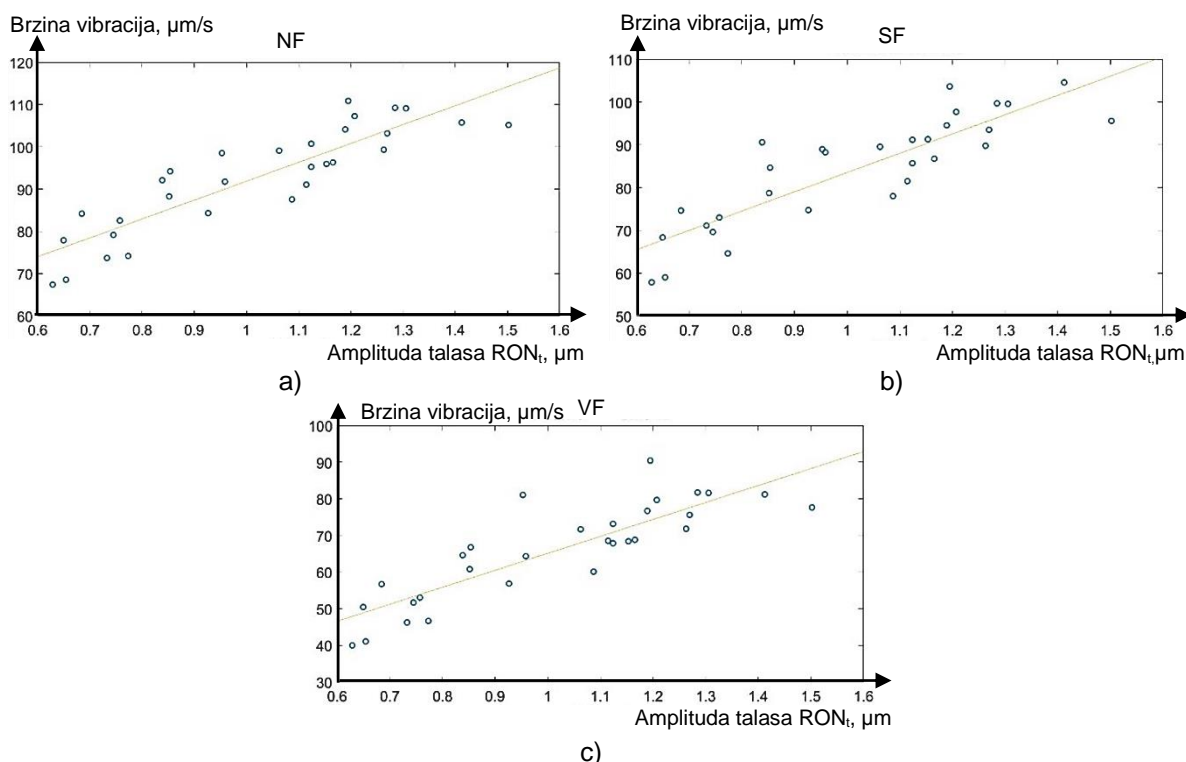 Brzina vibracija, µm/s
NF
120
110
100
90
80
70
60
0.6 0.7 0.8 0.9 1 1.1 1.2 1.3 1.4 1.5 1.6
Amplituda talasa RONt, µm
a)
Brzina vibracija, µm/s
SF
110
100
90
80
70
60
50
0.6 0.7 0.8 0.9 1 1.1 1.2 1.3 1.4 1.5 1.6
Amplituda talasa RONt,µm
b)
Brzina vibracija, µm/s VF
100
90
80
70
60
50
40
30
0.6 0.7 0.8 0.9 1 1.1 1.2 1.3 1.4 1.5 1.6
Amplituda talasa RONt, µm
c)